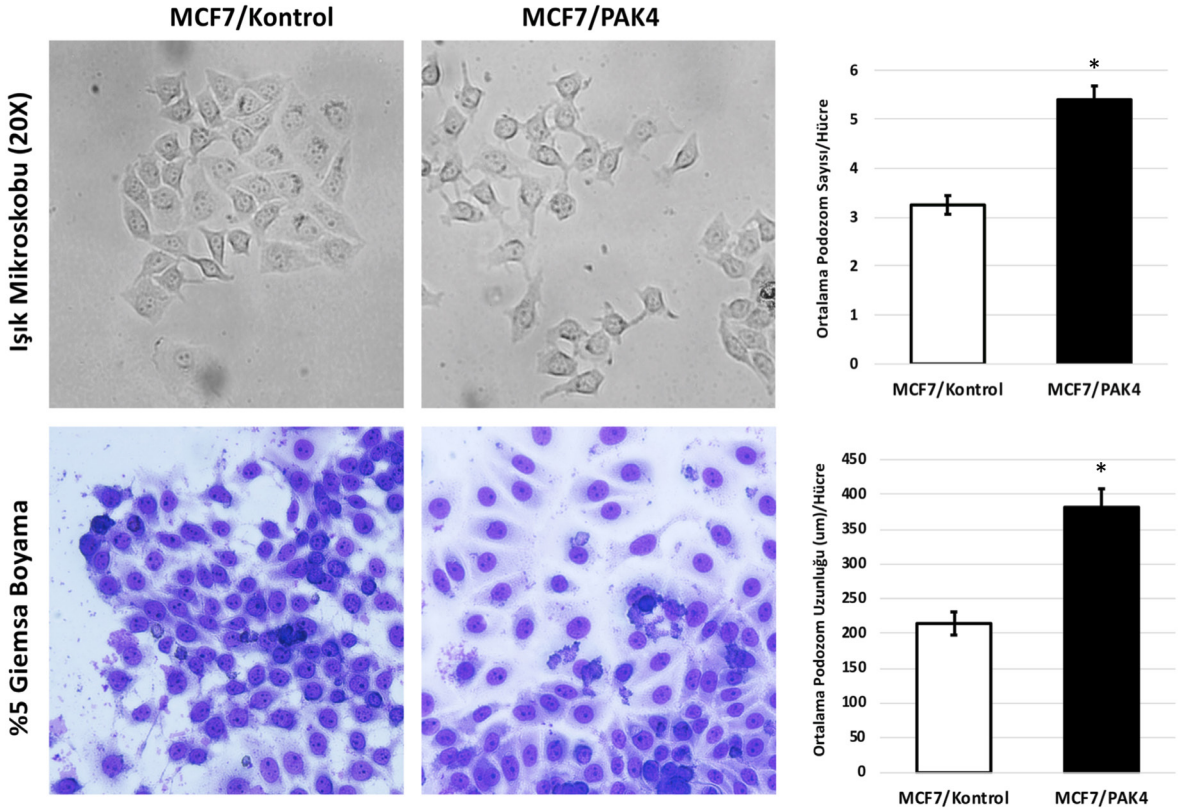 MCF7/Kontrol
MCF7/PAK4
Işık Mikroskobu (20X)
%5 Giemsa Boyama
Ortalama Podozom Sayısı/Hücre
6
5
4
3
2
1
0
*
MCF7/Kontrol
MCF7/PAK4
Ortalama Podozom Uzunluğu (um)/Hücre
450
400
350
300
250
200
150
100
50
0
*
MCF7/Kontrol
MCF7/PAK4